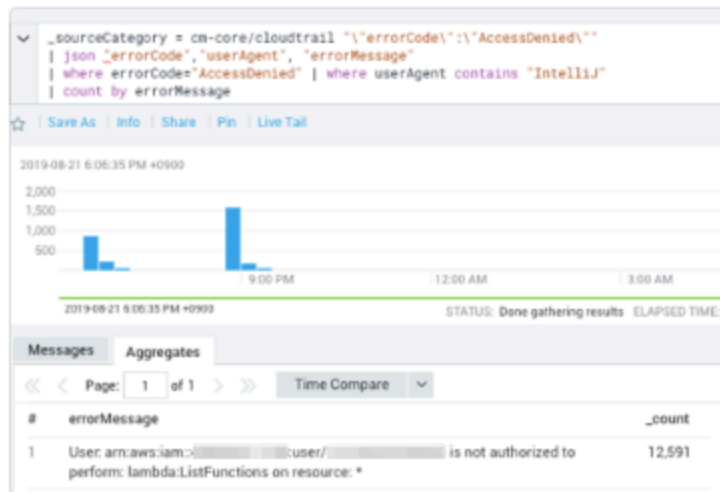 _sourceCategory = cm-core/cloudtrail "\"errorCode\":\"AccessDenied\""
| json "errorCode","userAgent", "errorMessage"
| where errorCode="AccessDenied" | where userAgent contains "IntelliJ"
| count by errorMessage
Save As | Info | Share | Pin | Live Tail
2019-08-21 6:06:35 PM +0900
2,000
1,500
1,000
500
9:00 PM 12:00 AM 3:00 AM
2019-08-21 6:06:35 PM +0900 STATUS: Done gathering results ELAPSED TIME:
Messages Aggregates
Page: 1 of 1 Time Compare
# errorMessage _count
1 User: arn:aws:iam:: :user/ is not authorized to 12,591
perform: lambda:ListFunctions on resource: *